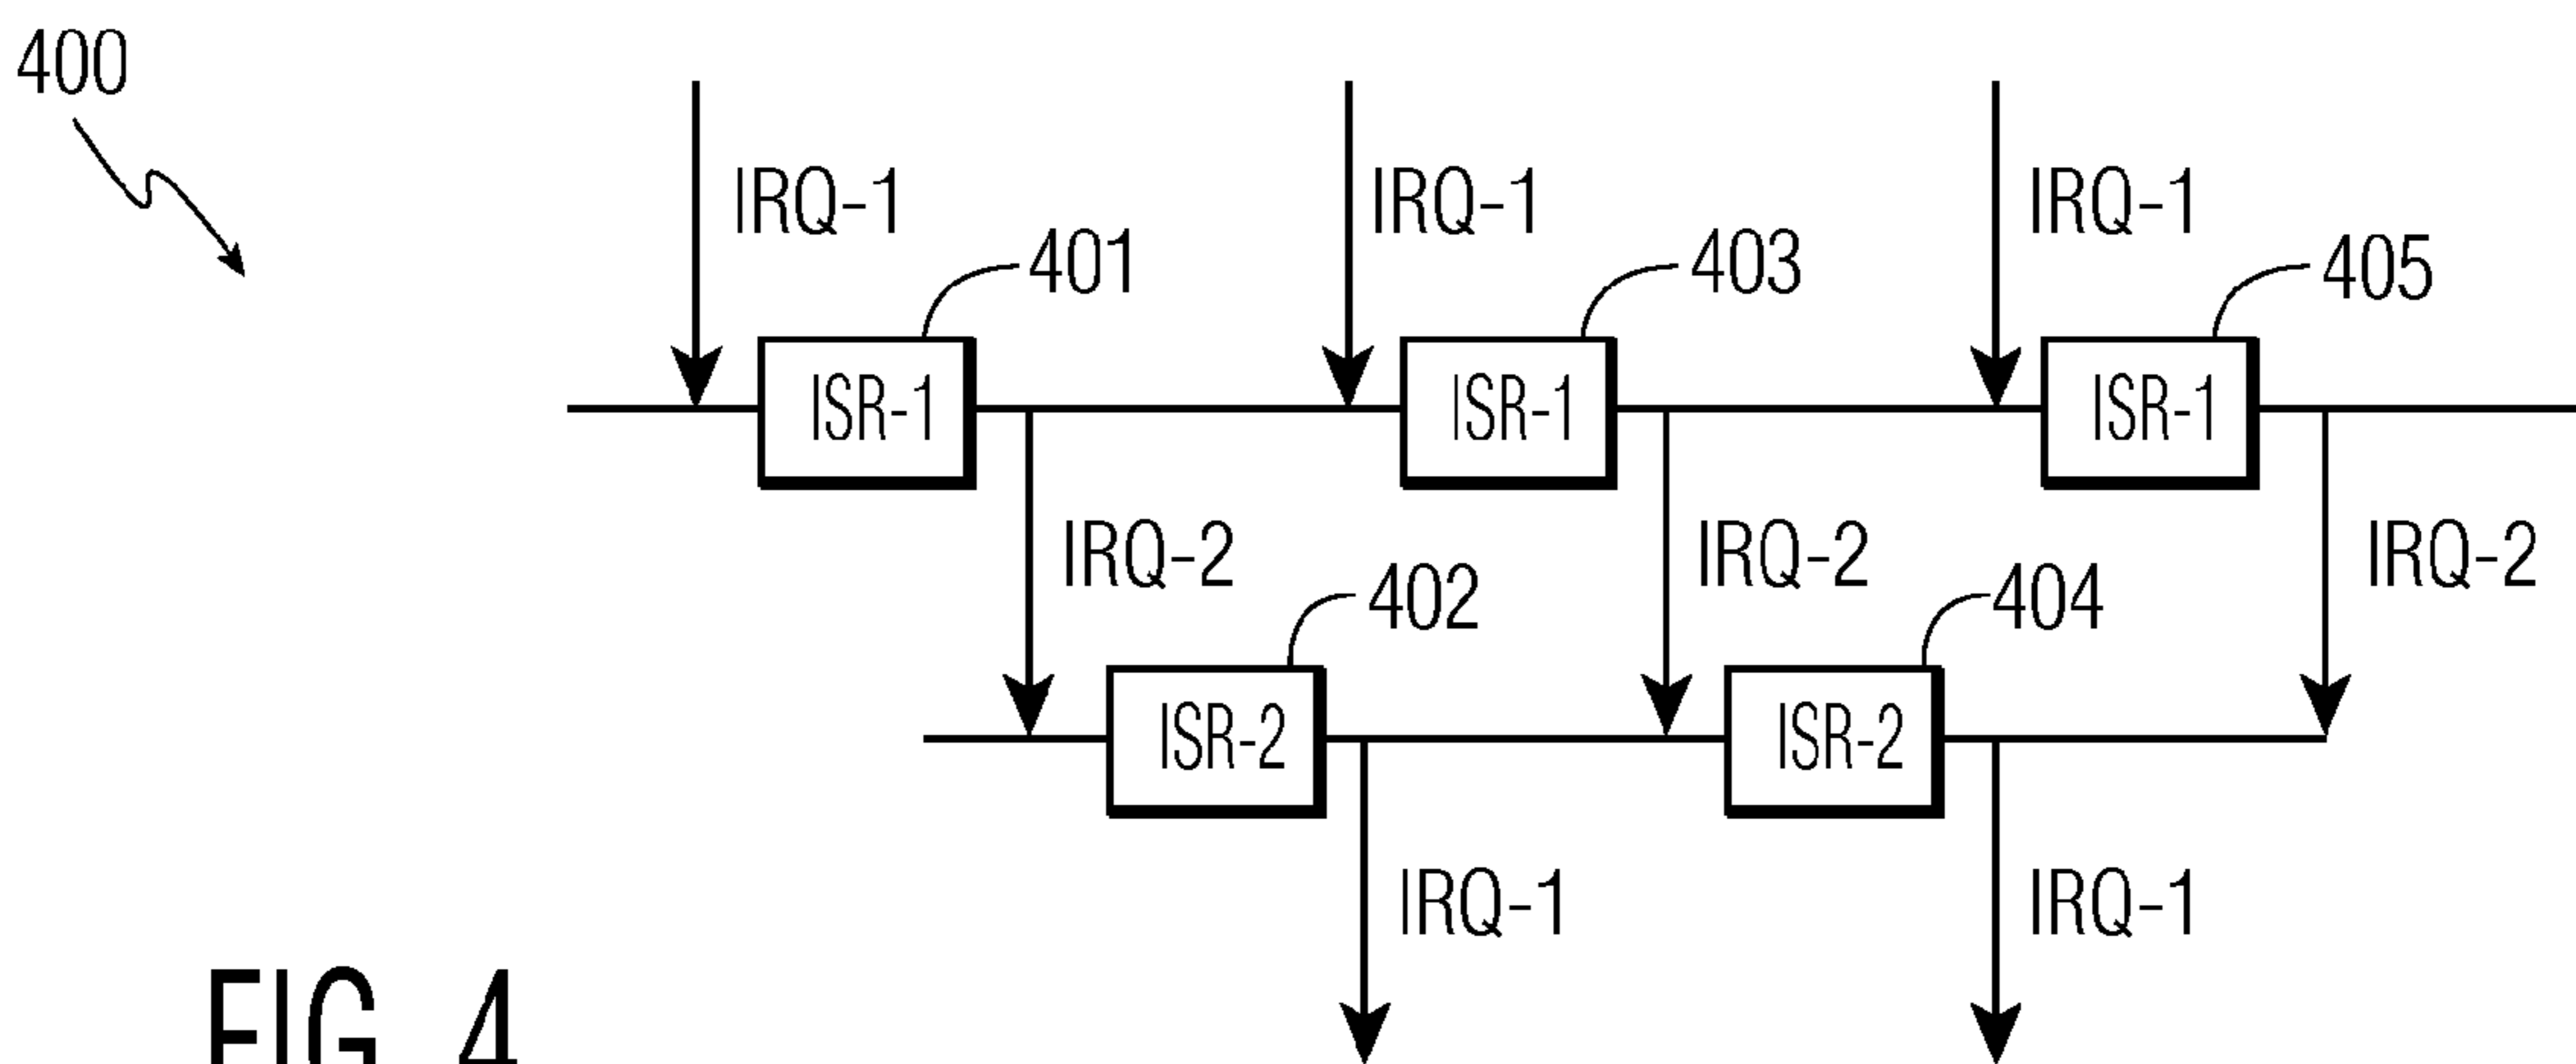 400
IRQ-1 IRQ-1 IRQ-1
401 403 405
ISR-1 ISR-1 ISR-1
IRQ-2 IRQ-2 IRQ-2
402 404
ISR-2 ISR-2
IRQ-1 IRQ-1
FIG. 4